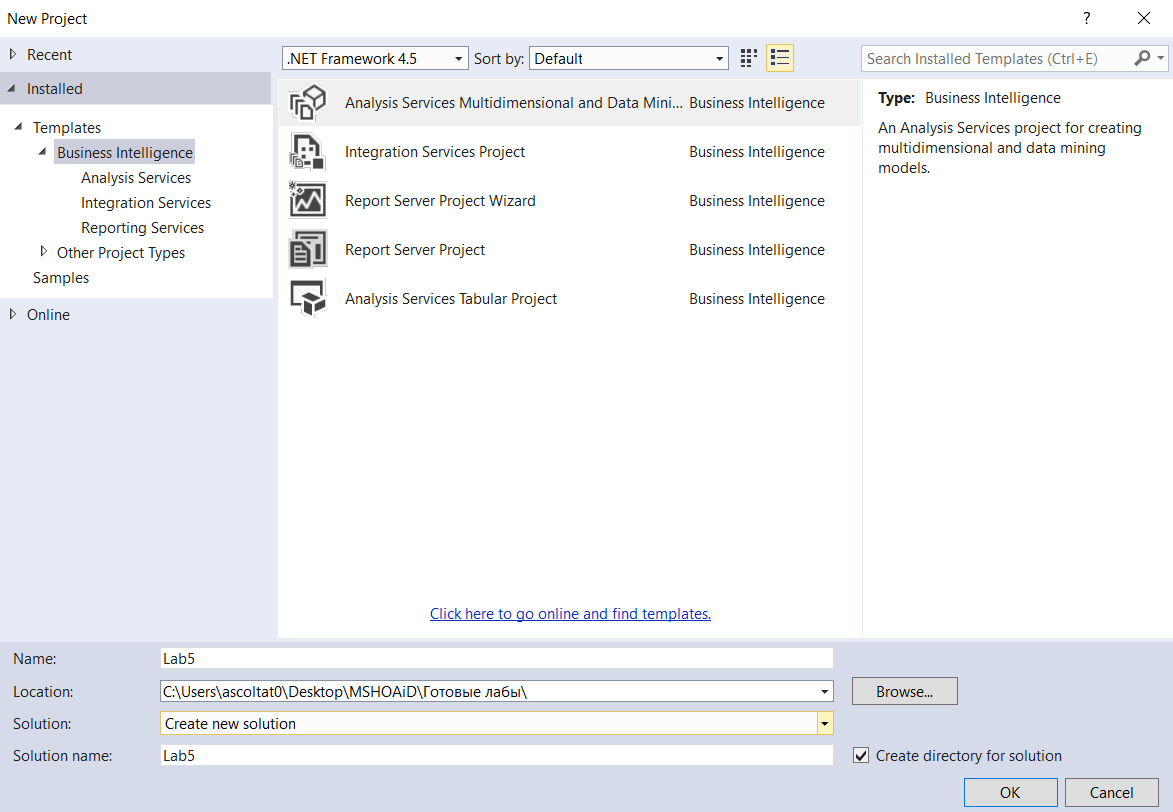 New Project
?
Recent
Installed
Templates
Business Intelligence
Analysis Services
Integration Services
Reporting Services
Other Project Types
Samples
Online
.NET Framework 4.5
Sort by: Default
Search Installed Templates (Ctrl+E)
Analysis Services Multidimensional and Data Mini... Business Intelligence
Integration Services Project Business Intelligence
Report Server Project Wizard Business Intelligence
Report Server Project Business Intelligence
Analysis Services Tabular Project Business Intelligence
Click here to go online and find templates.
Type: Business Intelligence
An Analysis Services project for creating
multidimensional and data mining
models.
Name: Lab5
Location: C:\Users\ascoltat0\Desktop\MSHOAiD\Готовые лабы\ Browse...
Solution: Create new solution
Solution name: Lab5 Create directory for solution
OK Cancel